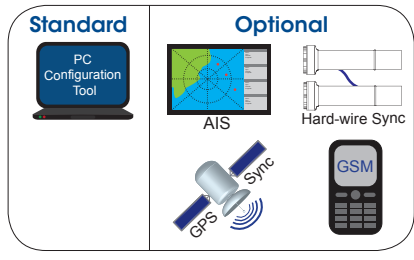 Standard
Optional
PC
Configuration
Tool
AIS
Hard-wire Sync
GPS
Sync
GSM